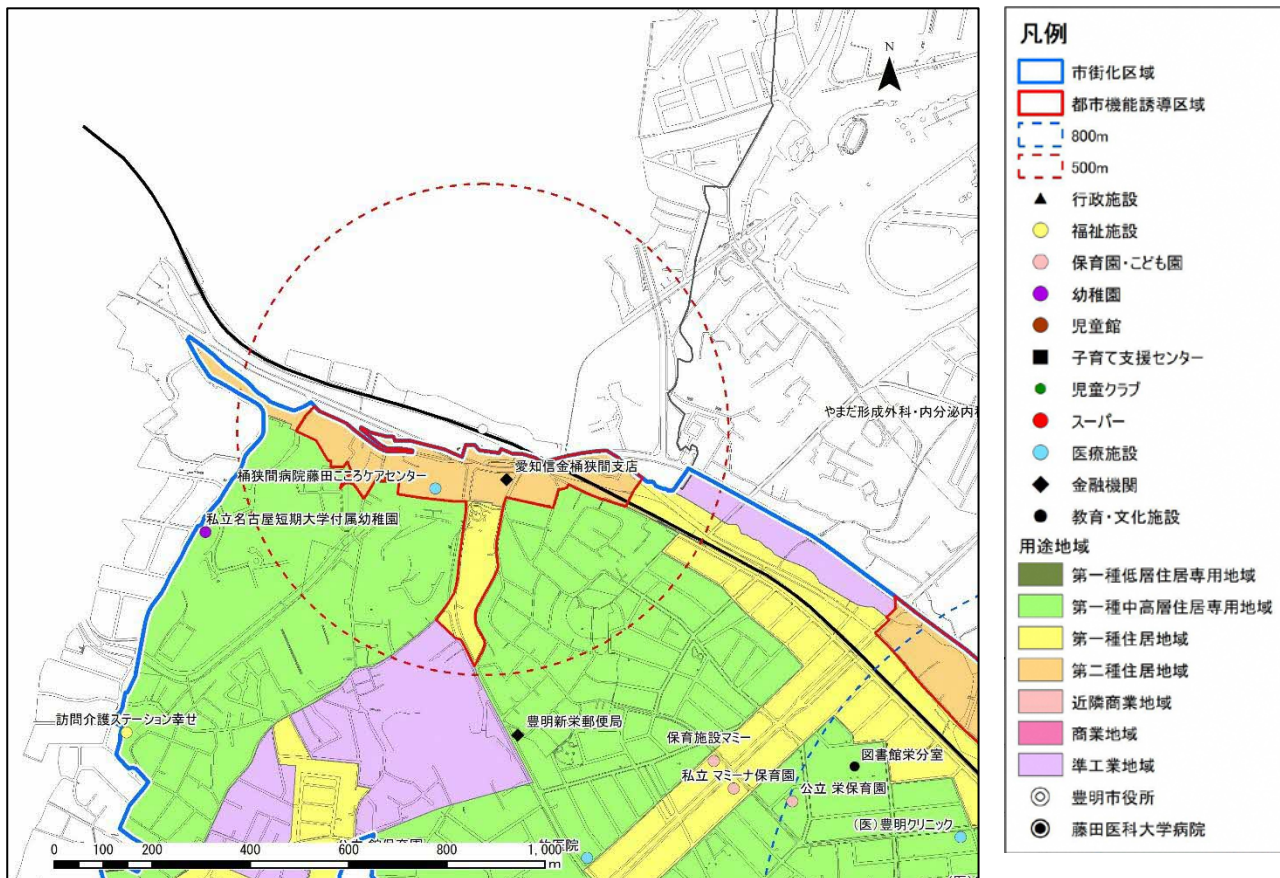 N
やまだ形成外科・内分泌内科
愛知信金桶狭間支店
桶狭間病院藤田こころケアセンター
私立名古屋短期大学付属幼稚園
訪問介護ステーション幸せ
豊明新栄郵便局
保育施設マミー
図書館栄分室
私立 マミーナ保育園
公立 栄保育園
(医)豊明クリニック
0 100 200 400 600 800 1,000
m
凡例
市街化区域
都市機能誘導区域
800m
500m
行政施設
福祉施設
保育園・こども園
幼稚園
児童館
子育て支援センター
児童クラブ
スーパー
医療施設
金融機関
教育・文化施設
用途地域
第一種低層住居専用地域
第一種中高層住居専用地域
第一種住居地域
第二種住居地域
近隣商業地域
商業地域
準工業地域
豊明市役所
藤田医科大学病院